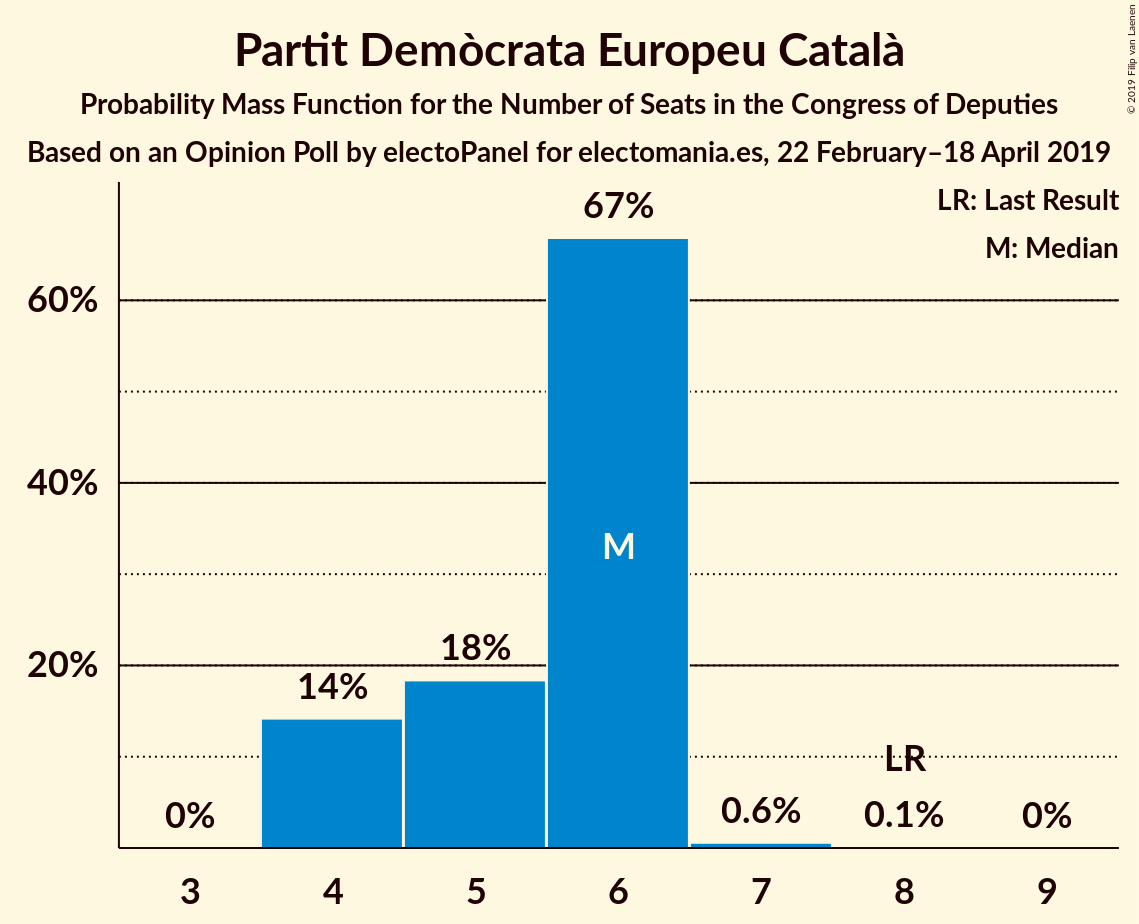 Partit Demòcrata Europeu Català
Probability Mass Function for the Number of Seats in the Congress of Deputies
Based on an Opinion Poll by electoPanel for electomania.es, 22 February–18 April 2019
© 2019 Filip van Laenen
LR: Last Result
M: Median
67%
60%
40%
M
20%
18%
14%
LR
0%
0.6%
0.1%
0%
3 4 5 6 7 8 9